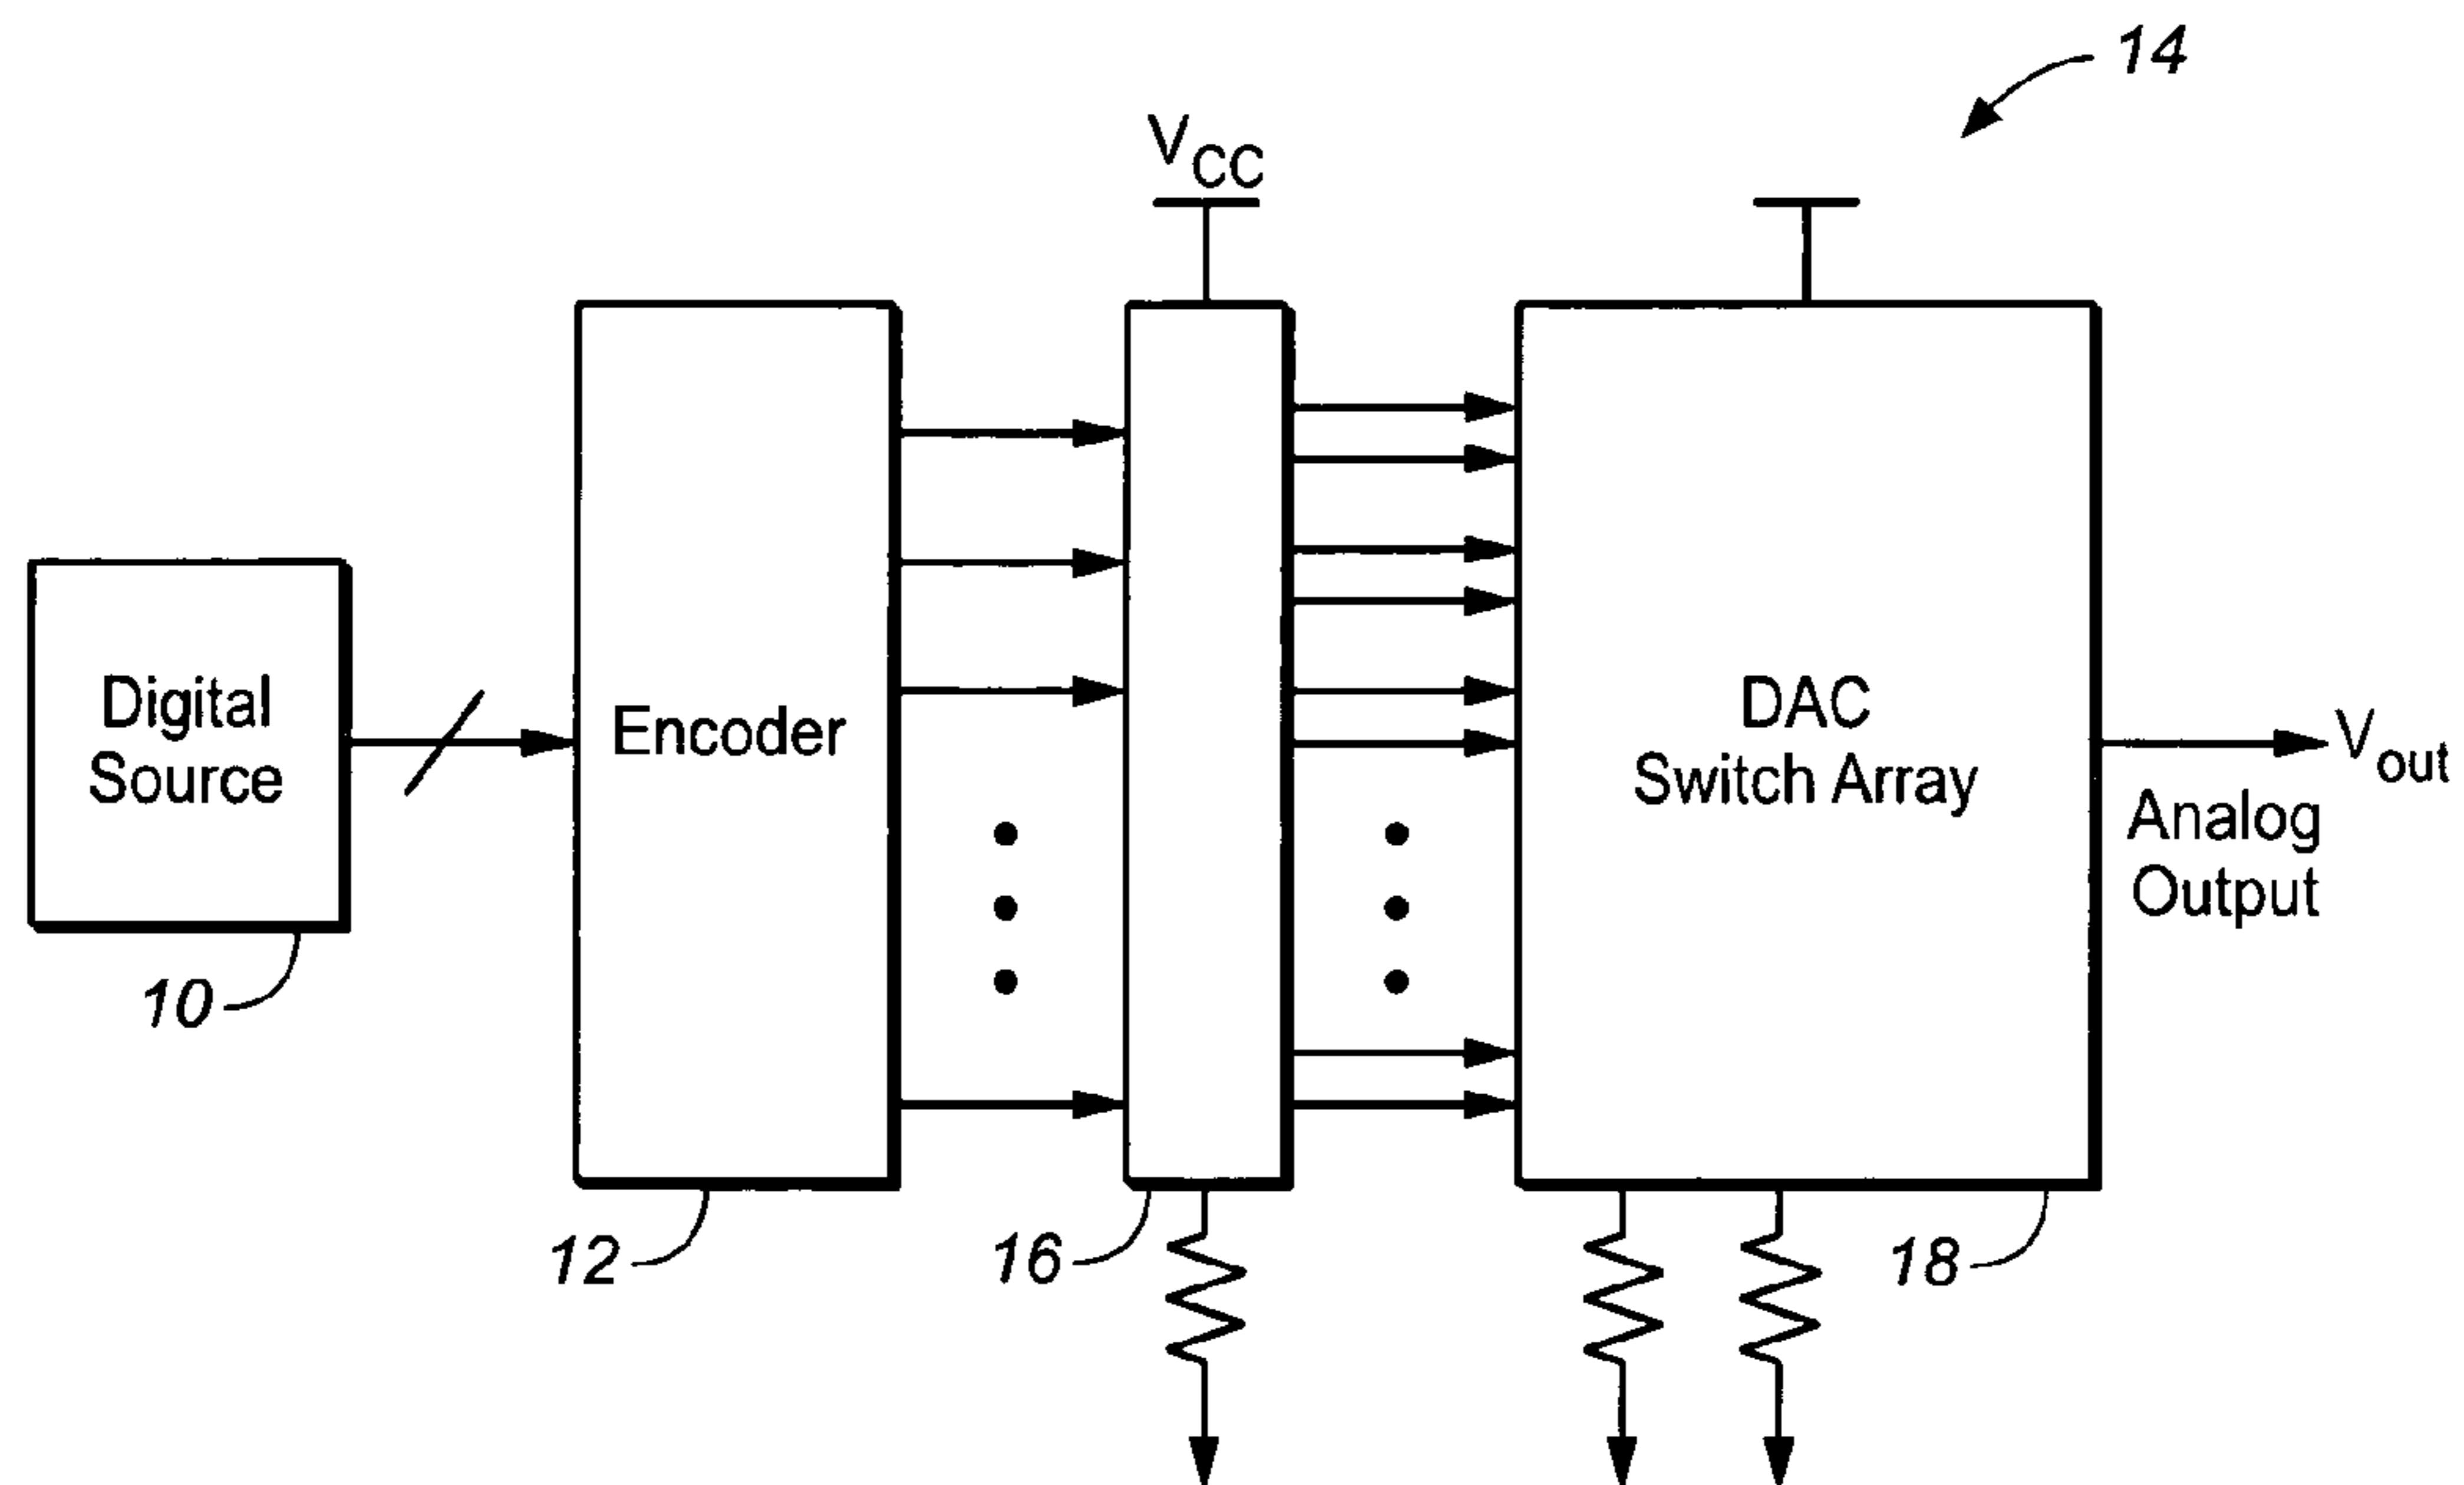 14
VCC
Digital
Source
Encoder
DAC
Switch Array
Vout
Analog
Output
10
12
16
18